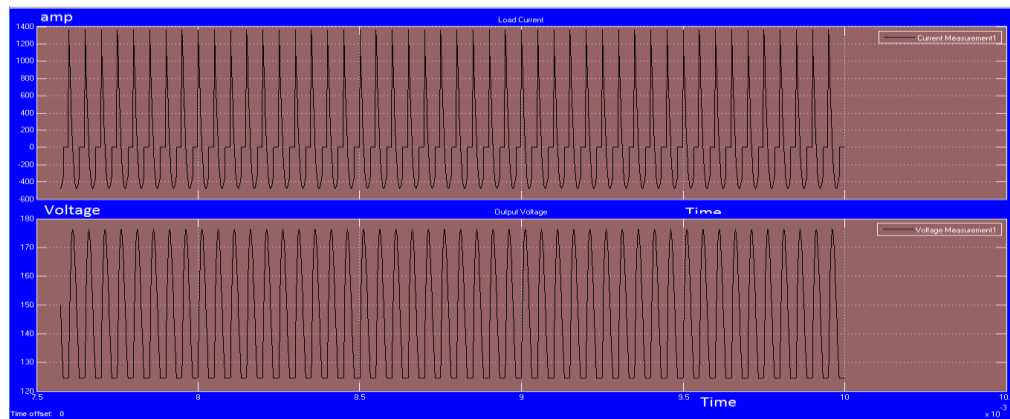 amp
Load Current
Current Measurement1
1400
1200
1000
800
600
400
200
0
-200
-400
-600
Voltage
Output Voltage
Time
Voltage Measurement1
180
170
160
150
140
130
120
7.5
8
8.5
9
9.5
10
10.
Time
Time offset: 0
×10⁻³